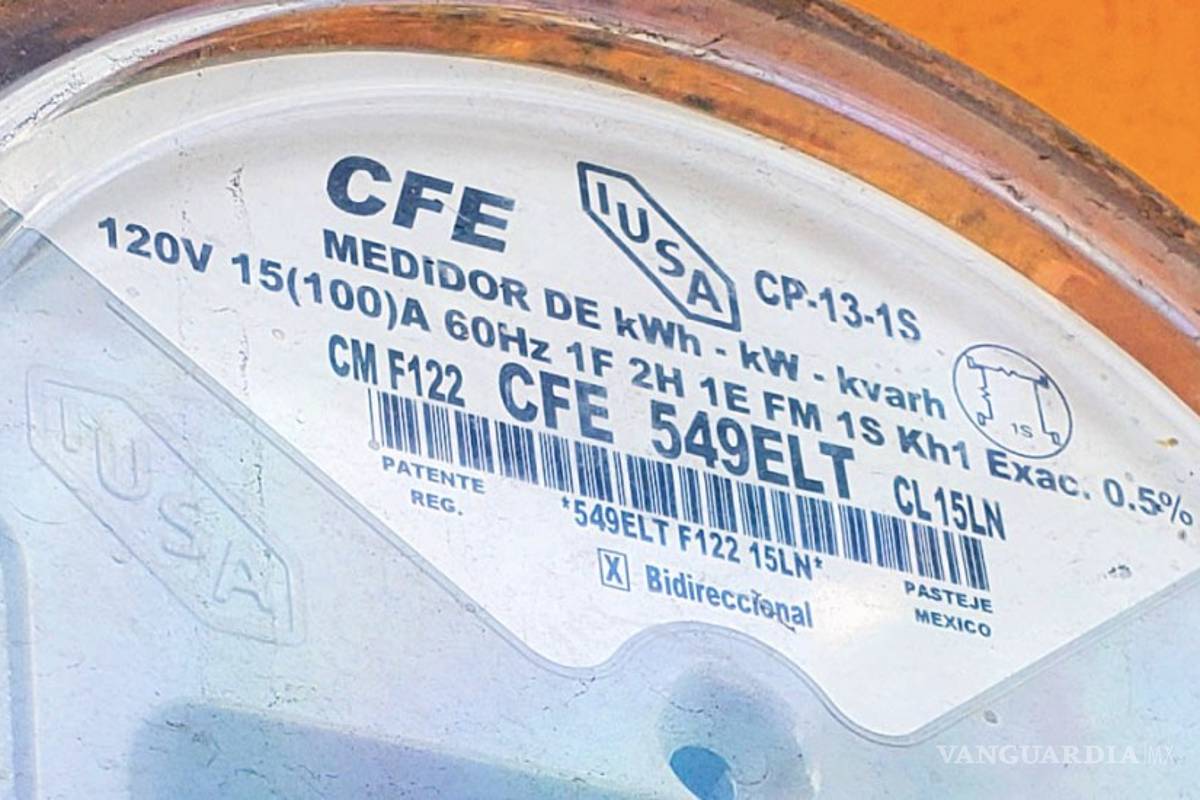 CFE
IUSA
CP-13-1S
MEDiDOR DE kWh - kW - kvarh
120V 15(100)A 60Hz 1F 2H 1E FM 1S Kh1 Exac. 0.5%
1S
CM F122 CFE 549ELT CL15LN
PATENTE
REG.
*549ELT F122 15LN*
X Bidireccional
PASTEJE
MEXICO
IUSA
VANGUARDIA|MX